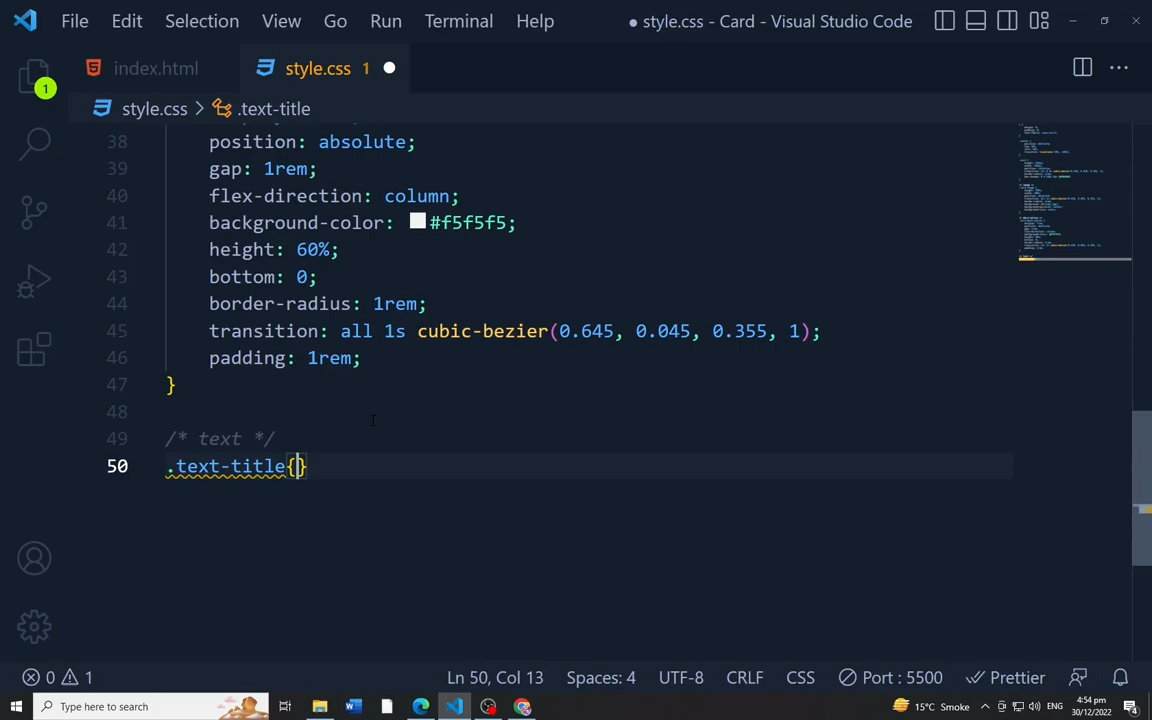 File Edit Selection View Go Run Terminal Help ● style.css - Card - Visual Studio Code
1 index.html style.css 1
style.css > .text-title
38 position: absolute;
39 gap: 1rem;
40 flex-direction: column;
41 background-color: #f5f5f5;
42 height: 60%;
43 bottom: 0;
44 border-radius: 1rem;
45 transition: all 1s cubic-bezier(0.645, 0.045, 0.355, 1);
46 padding: 1rem;
47 }
48
49 /* text */
50 .text-title{}
0 1 Ln 50, Col 13 Spaces: 4 UTF-8 CRLF CSS Port : 5500 Prettier
Type here to search 15°C Smoke ENG 4:54 pm 30/12/2022 4